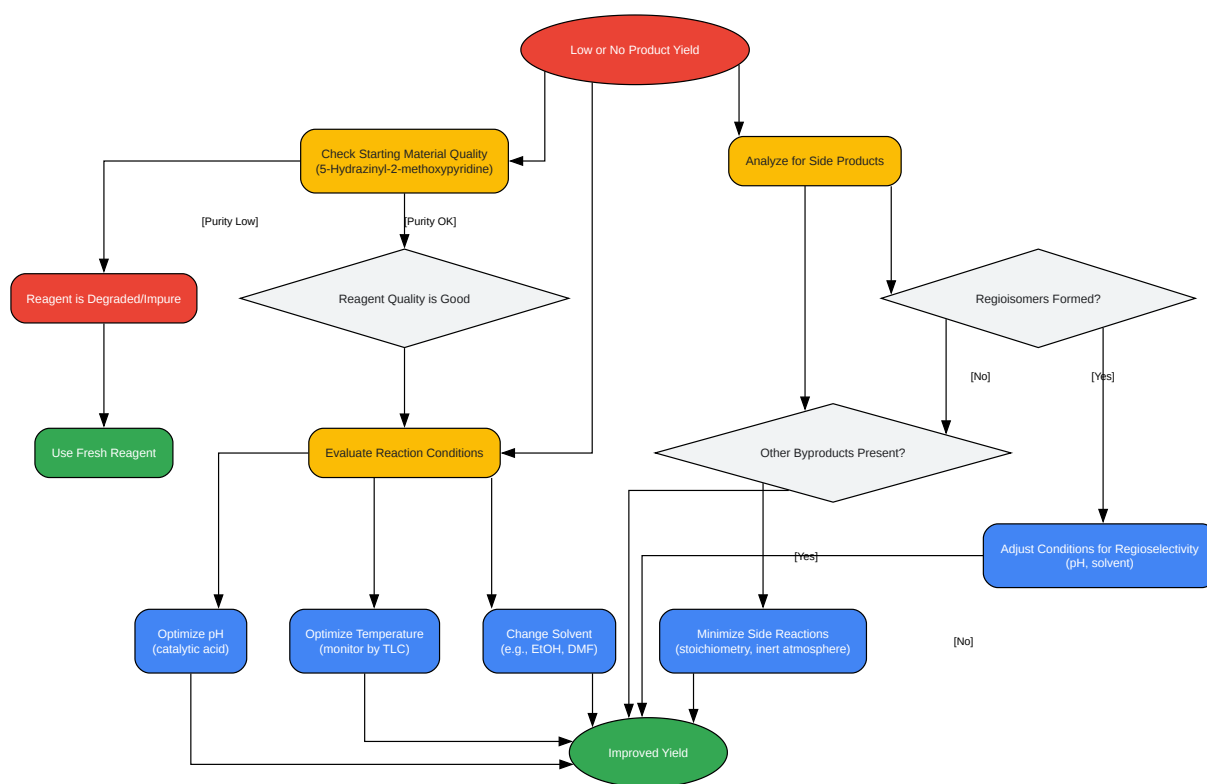 Low or No Product Yield
Check Starting Material Quality
(5-Hydrazinyl-2-methoxypyridine)
Analyze for Side Products
[Purity Low]
[Purity OK]
Reagent is Degraded/Impure
Reagent Quality is Good
Regioisomers Formed?
[No]
[Yes]
Use Fresh Reagent
Evaluate Reaction Conditions
Other Byproducts Present?
[Yes]
Adjust Conditions for Regioselectivity
(pH, solvent)
Optimize pH
(catalytic acid)
Optimize Temperature
(monitor by TLC)
Change Solvent
(e.g., EtOH, DMF)
Minimize Side Reactions
(stoichiometry, inert atmosphere)
[No]
Improved Yield